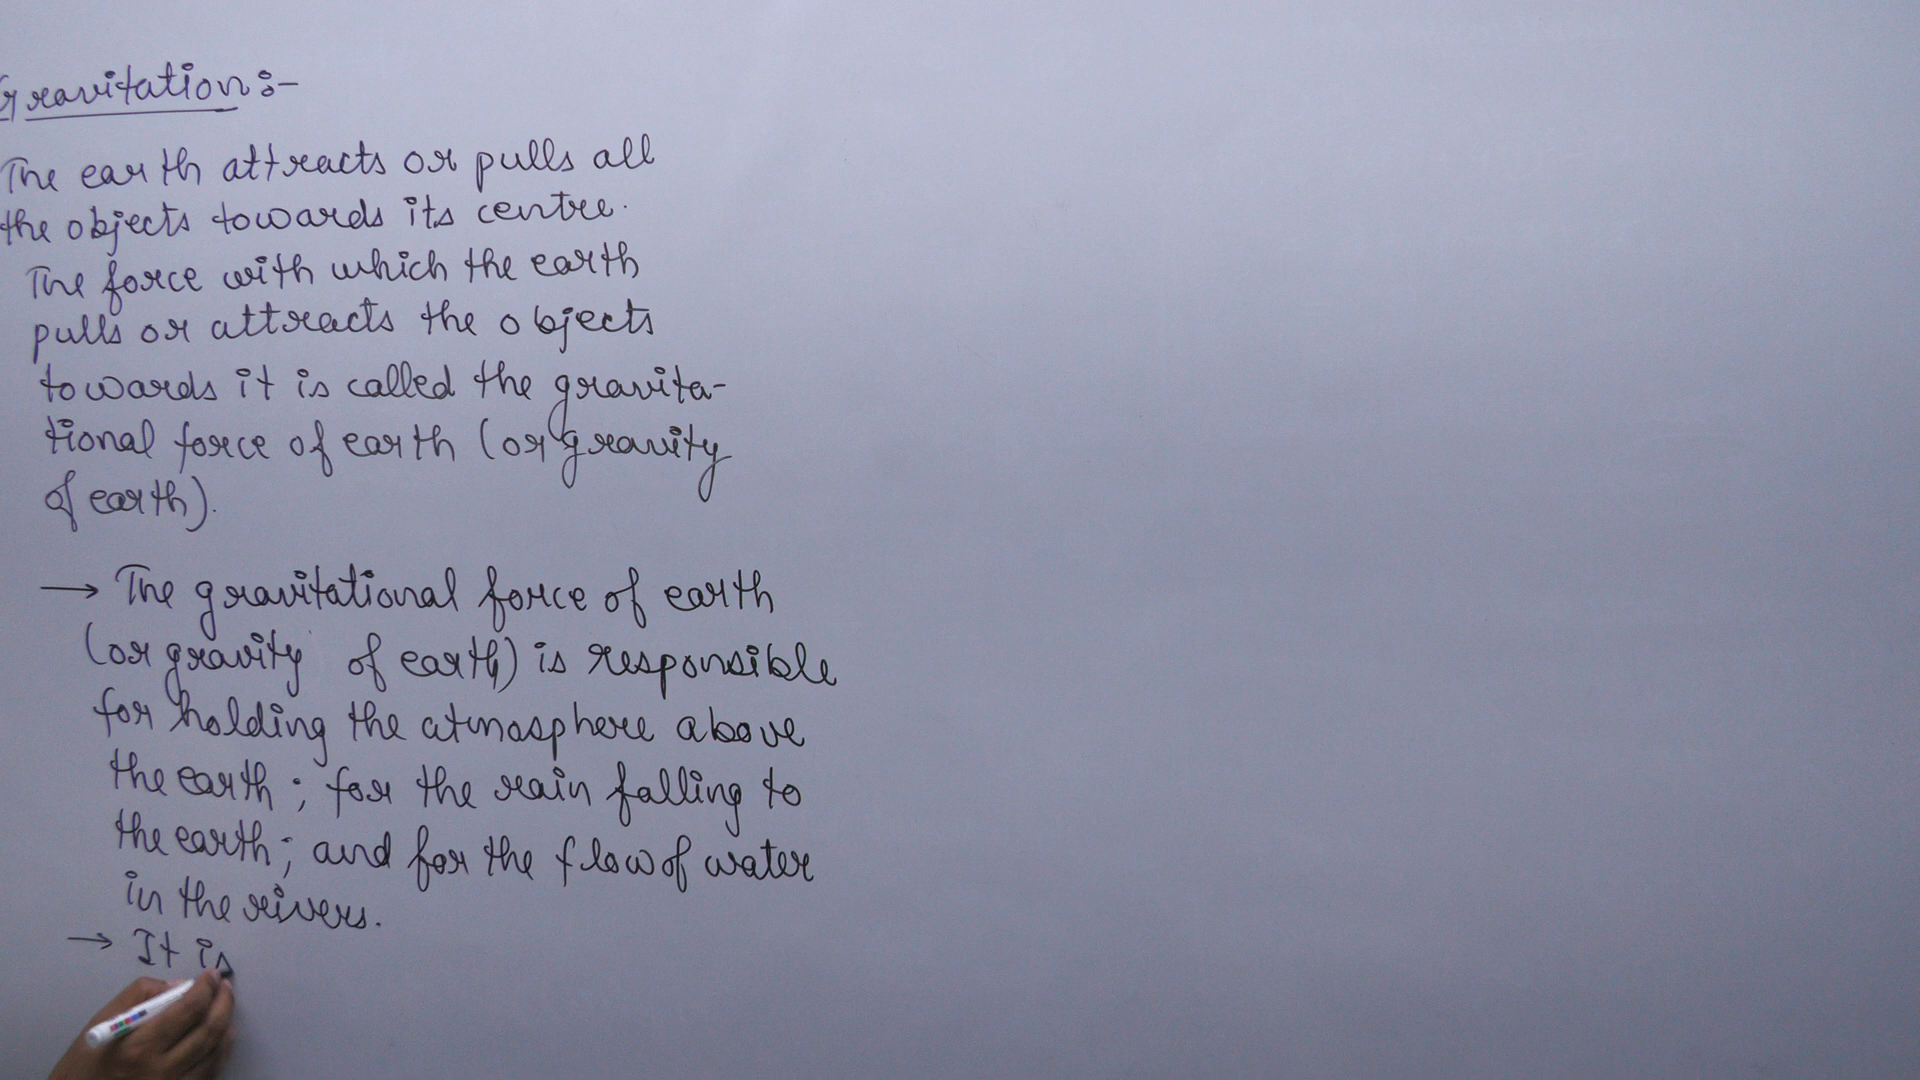 Gravitation:-
The earth attracts or pulls all
the objects towards its centre.
The force with which the earth
pulls or attracts the objects
towards it is called the gravita-
tional force of earth (or gravity
of earth).
→ The gravitational force of earth
(or gravity of earth) is responsible
for holding the atmosphere above
the earth; for the rain falling to
the earth; and for the flow of water
in the rivers.
→ It is